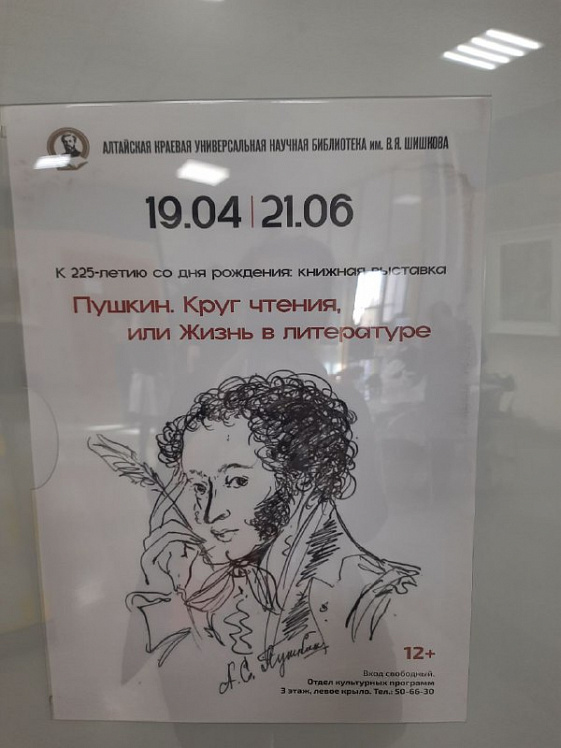 АЛТАЙСКАЯ КРАЕВАЯ УНИВЕРСАЛЬНАЯ НАУЧНАЯ БИБЛИОТЕКА им. В.Я. ШИШКОВА
19.04 | 21.06
К 225-летию со дня рождения: книжная выставка
Пушкин. Круг чтения,
или Жизнь в литературе
А. С. Пушкин
12+
Вход свободный.
Отдел культурных программ
3 этаж, левое крыло. Тел.: 50-66-30